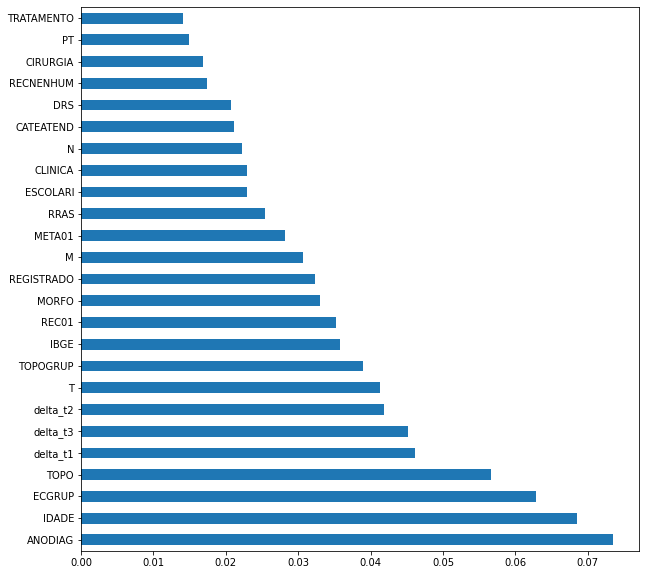 TRATAMENTO
PT
CIRURGIA
RECNENHUM
DRS
CATEATEND
N
CLINICA
ESCOLARI
RRAS
META01
M
REGISTRADO
MORFO
REC01
IBGE
TOPOGRUP
T
delta_t2
delta_t3
delta_t1
TOPO
ECGRUP
IDADE
ANODIAG
0.00 0.01 0.02 0.03 0.04 0.05 0.06 0.07